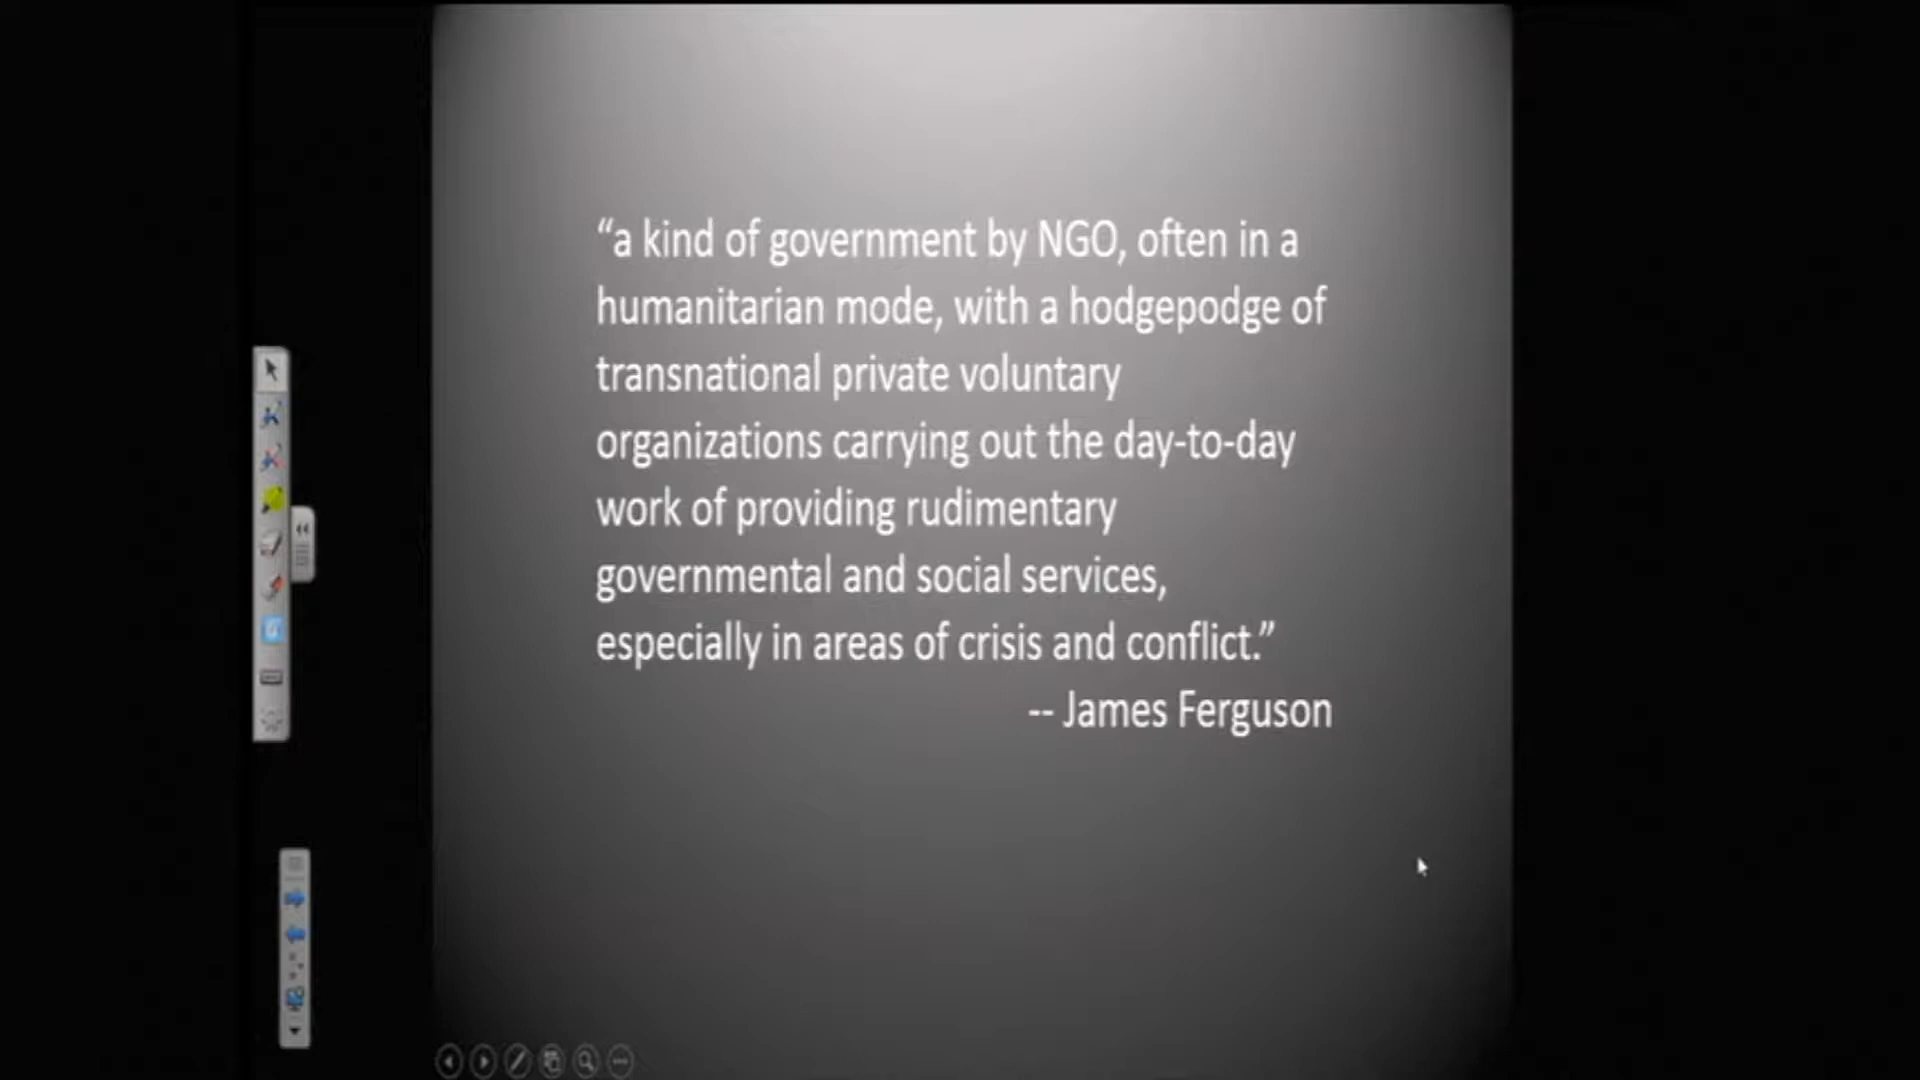 “a kind of government by NGO, often in a
humanitarian mode, with a hodgepodge of
transnational private voluntary
organizations carrying out the day-to-day
work of providing rudimentary
governmental and social services,
especially in areas of crisis and conflict.”
-- James Ferguson